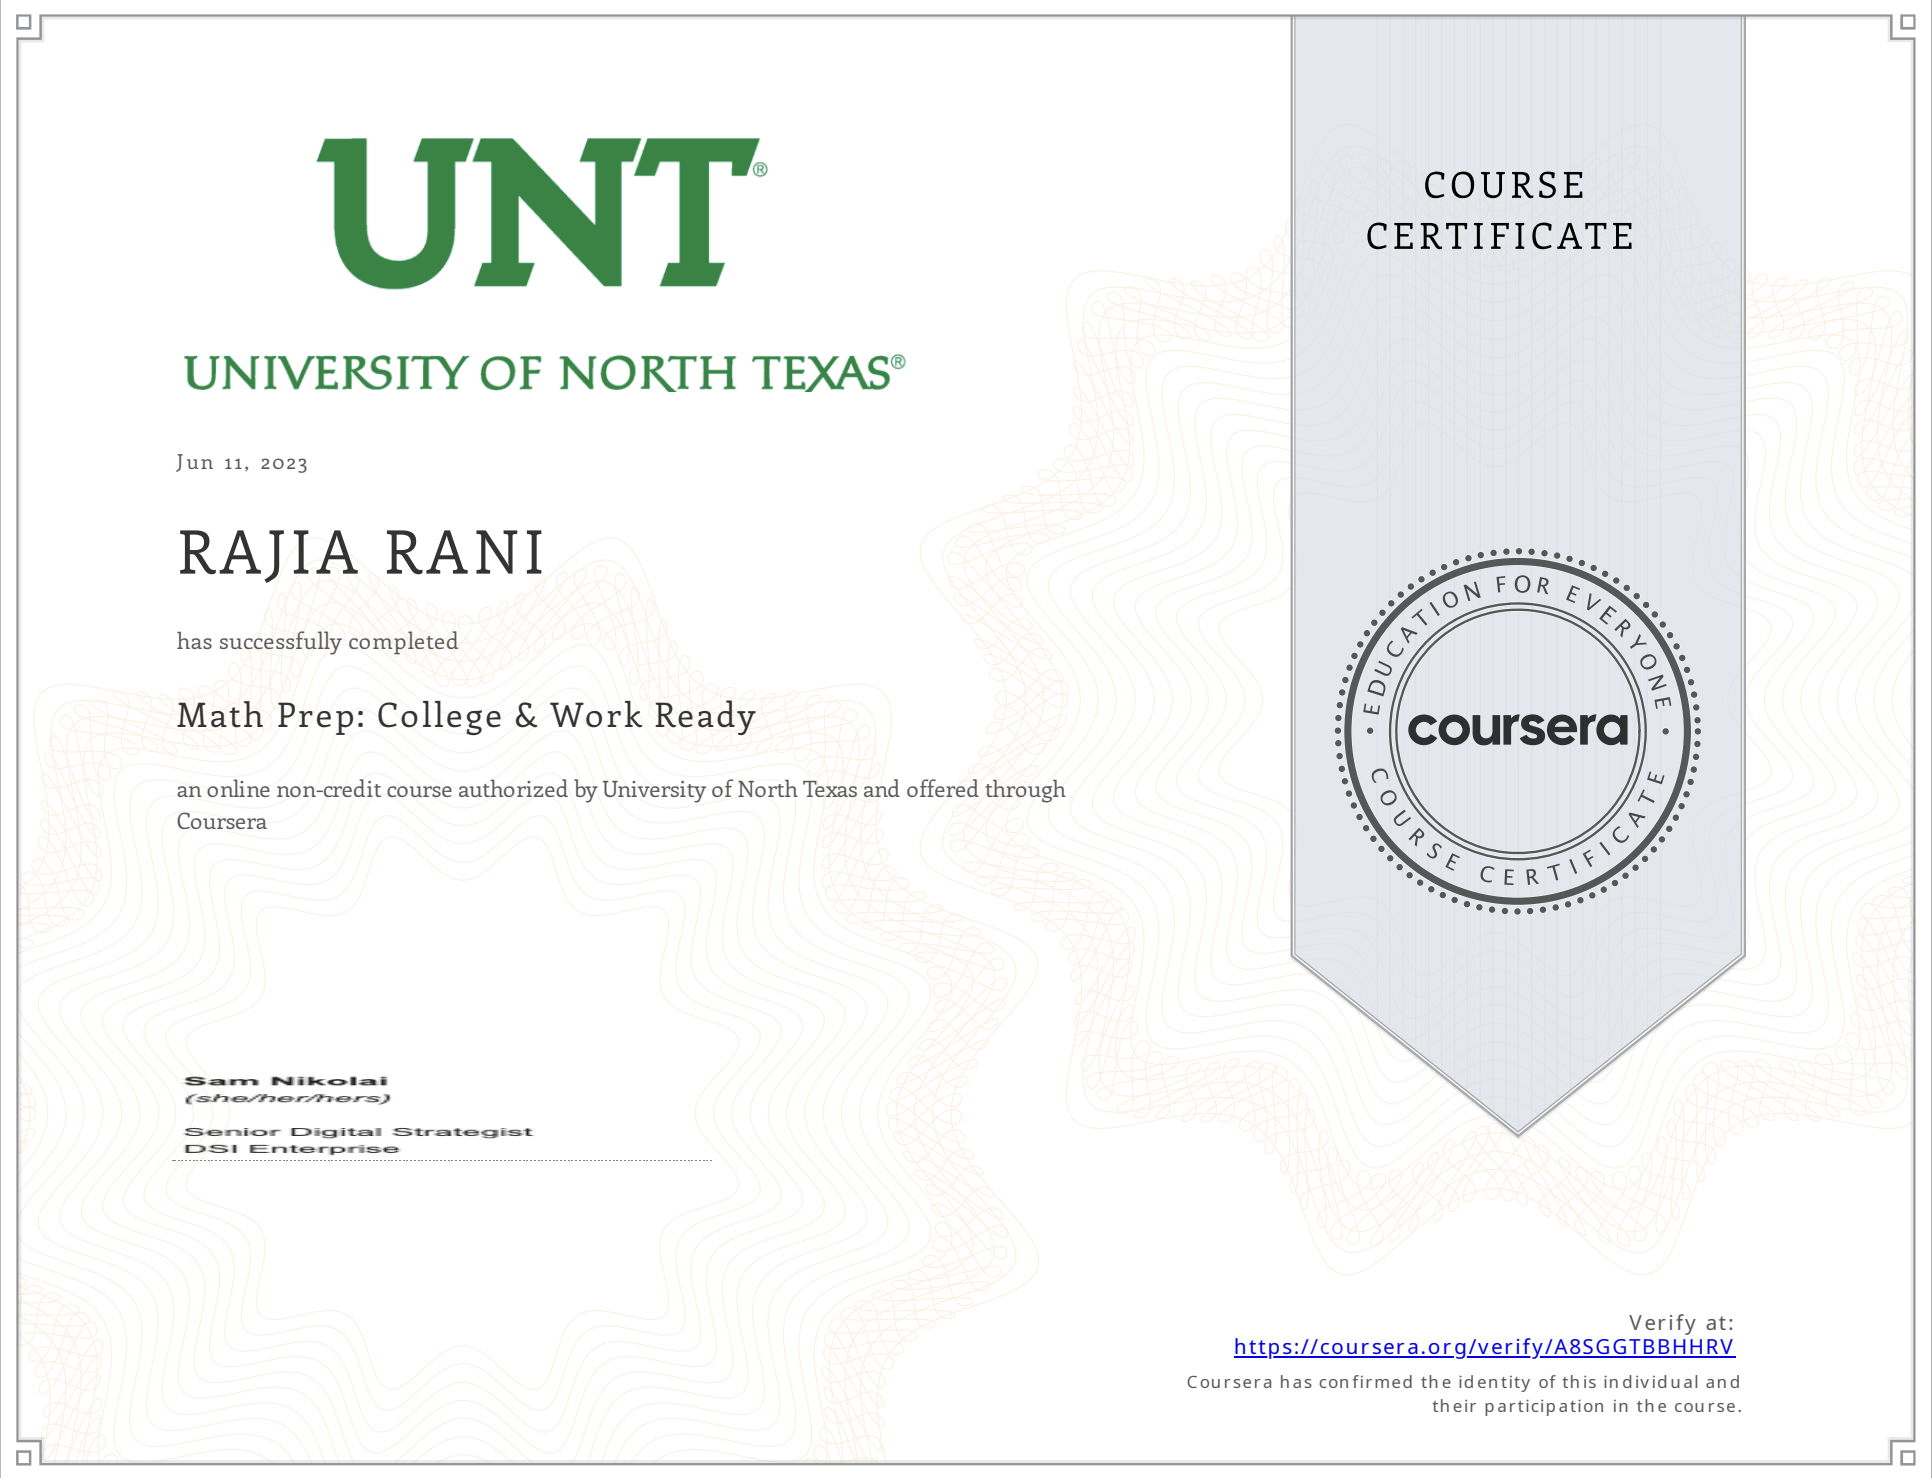 UNT®
UNIVERSITY OF NORTH TEXAS®
Jun 11, 2023
RAJIA RANI
has successfully completed
Math Prep: College & Work Ready
an online non-credit course authorized by University of North Texas and offered through
Coursera
Sam Nikolai
(she/her/hers)
Senior Digital Strategist
DSI Enterprise
COURSE
CERTIFICATE
EDUCATION FOR EVERYONE
coursera
COURSE CERTIFICATE
Verify at:
https://coursera.org/verify/A8SGGTBBHHRV
Coursera has confirmed the identity of this individual and
their participation in the course.